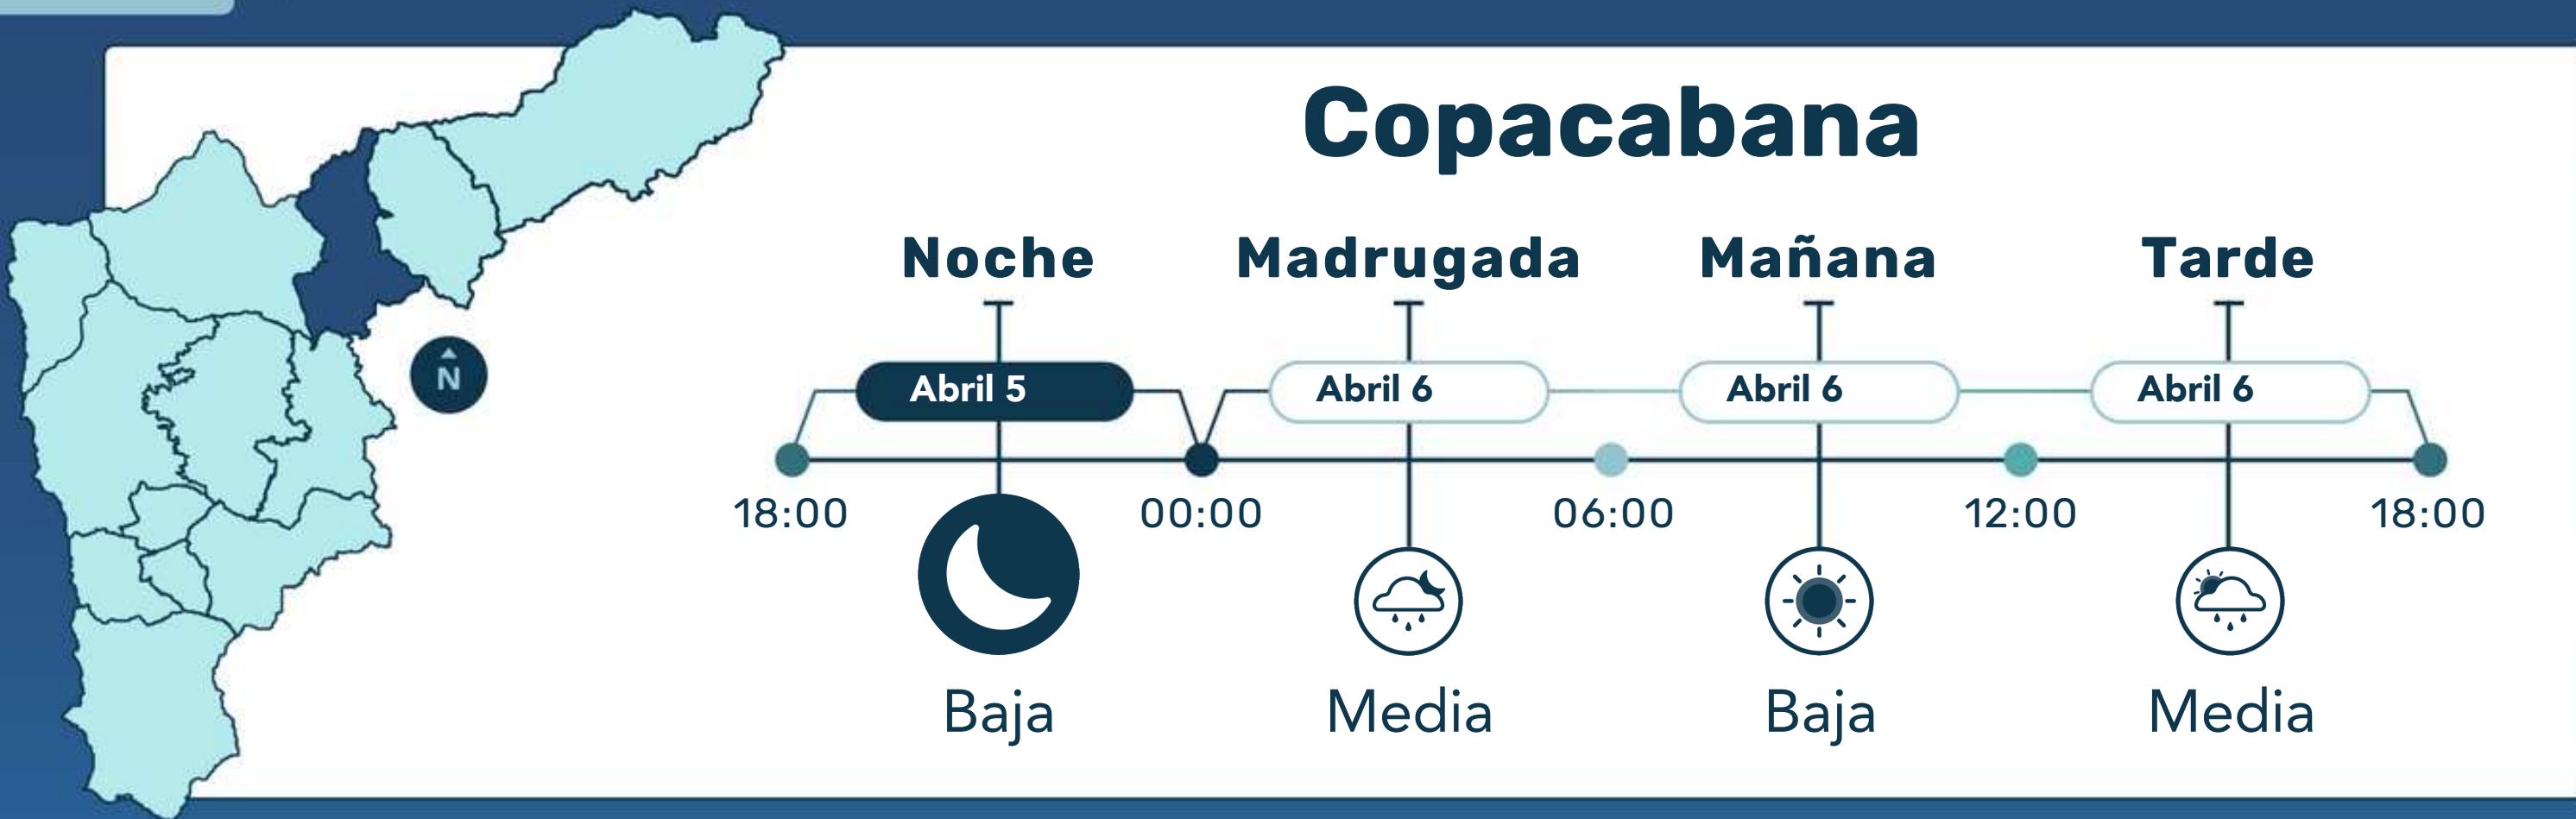 Copacabana
Noche Madrugada Mañana Tarde
Abril 5 Abril 6 Abril 6 Abril 6
N
18:00 00:00 06:00 12:00 18:00
Baja Media Baja Media